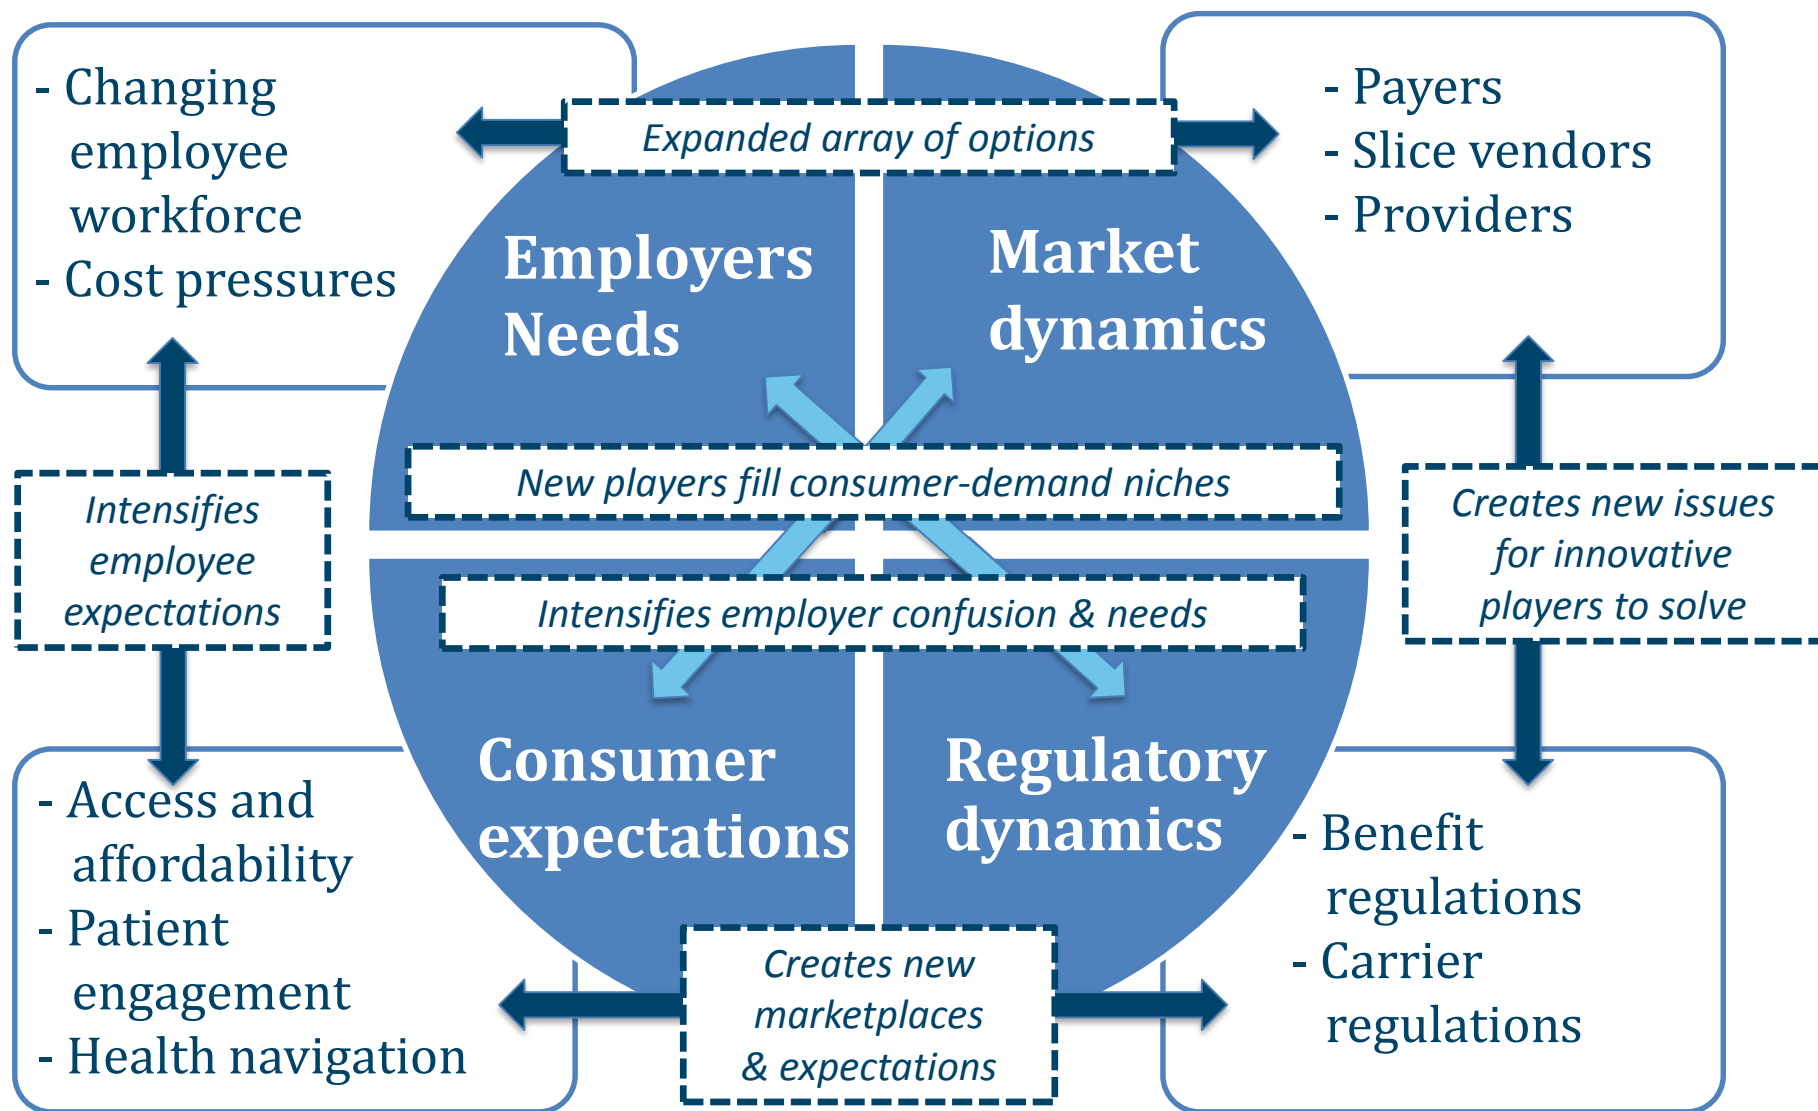 - Changing
employee
workforce
- Cost pressures
Expanded array of options
- Payers
- Slice vendors
- Providers
Employers
Needs
Market
dynamics
New players fill consumer-demand niches
Intensifies
employee
expectations
Creates new issues
for innovative
players to solve
Intensifies employer confusion & needs
Consumer
expectations
Regulatory
dynamics
- Access and
affordability
- Patient
engagement
- Health navigation
Creates new
marketplaces
& expectations
- Benefit
regulations
- Carrier
regulations